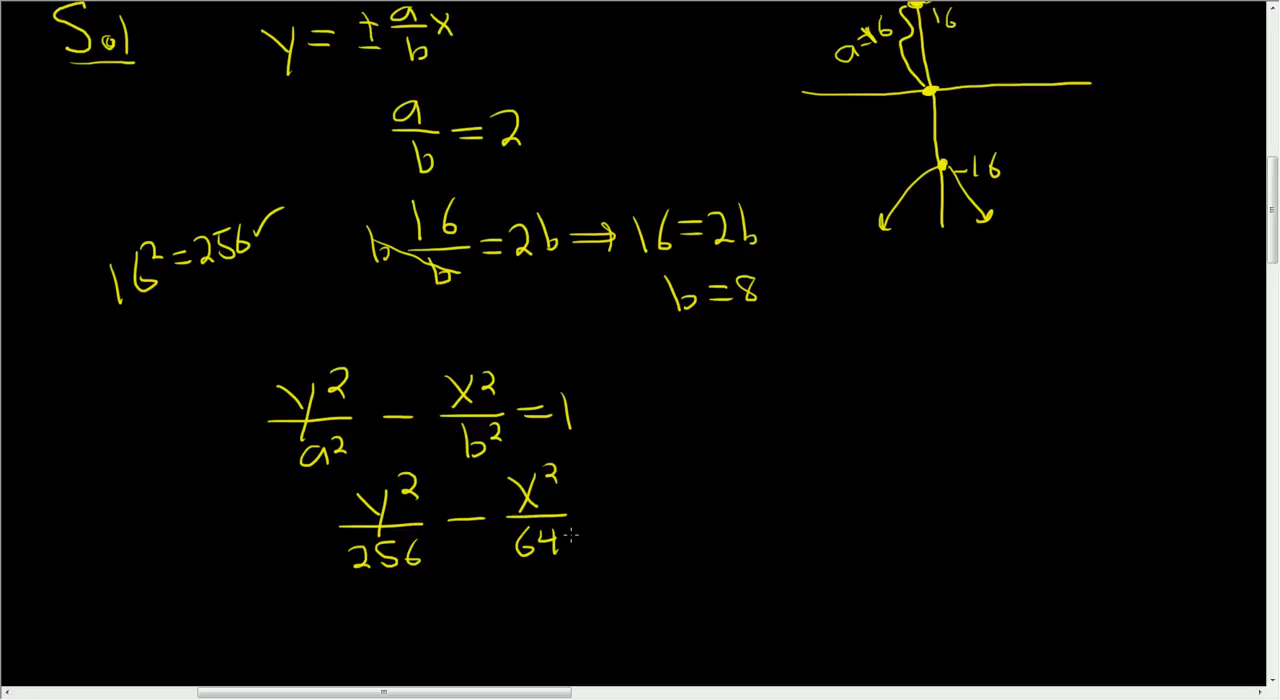 Sol
y = ± a/b x
a/b = 2
16² = 256 ✓
b 16/b = 2b ⟹ 16 = 2b
b = 8
y²/a² − x²/b² = 1
y²/256 − x²/64
16
a = 16
-16